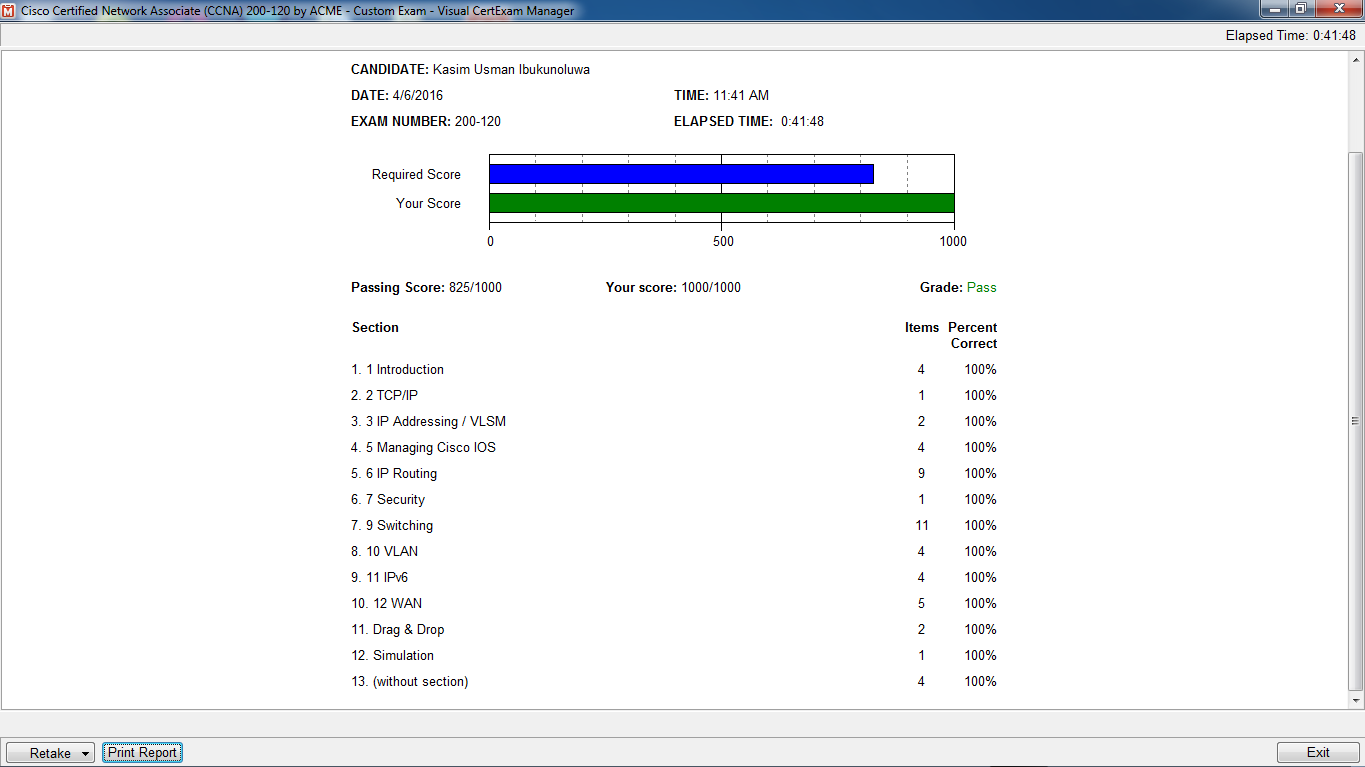 Cisco Certified Network Associate (CCNA) 200-120 by ACME - Custom Exam - Visual CertExam Manager
Elapsed Time: 0:41:48
CANDIDATE: Kasim Usman Ibukunoluwa
DATE: 4/6/2016 TIME: 11:41 AM
EXAM NUMBER: 200-120 ELAPSED TIME: 0:41:48
Required Score
Your Score
0 500 1000
Passing Score: 825/1000 Your score: 1000/1000 Grade: Pass
Section Items Percent
Correct
1. 1 Introduction 4 100%
2. 2 TCP/IP 1 100%
3. 3 IP Addressing / VLSM 2 100%
4. 5 Managing Cisco IOS 4 100%
5. 6 IP Routing 9 100%
6. 7 Security 1 100%
7. 9 Switching 11 100%
8. 10 VLAN 4 100%
9. 11 IPv6 4 100%
10. 12 WAN 5 100%
11. Drag & Drop 2 100%
12. Simulation 1 100%
13. (without section) 4 100%
Retake Print Report Exit